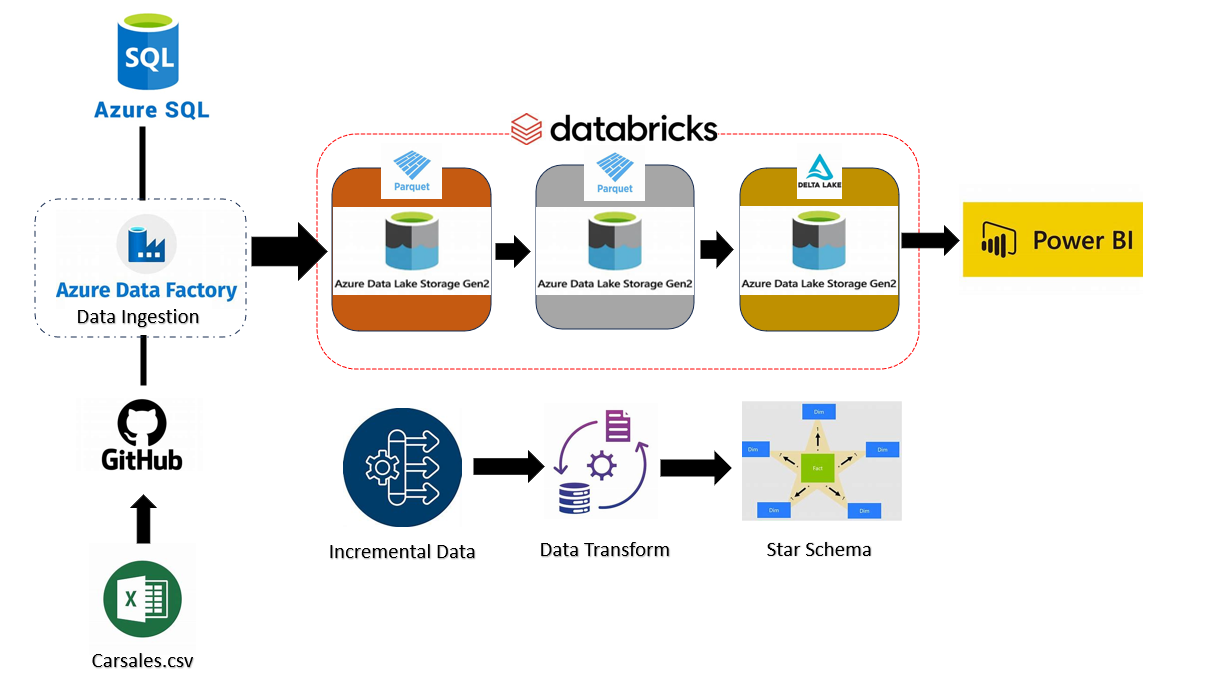 SQL
Azure SQL
databricks
Parquet
Parquet
DELTA LAKE
Azure Data Factory
Data Ingestion
Azure Data Lake Storage Gen2
Azure Data Lake Storage Gen2
Azure Data Lake Storage Gen2
Power BI
GitHub
Dim
Dim
Dim
Fact
Dim
Dim
Incremental Data
Data Transform
Star Schema
X
Carsales.csv